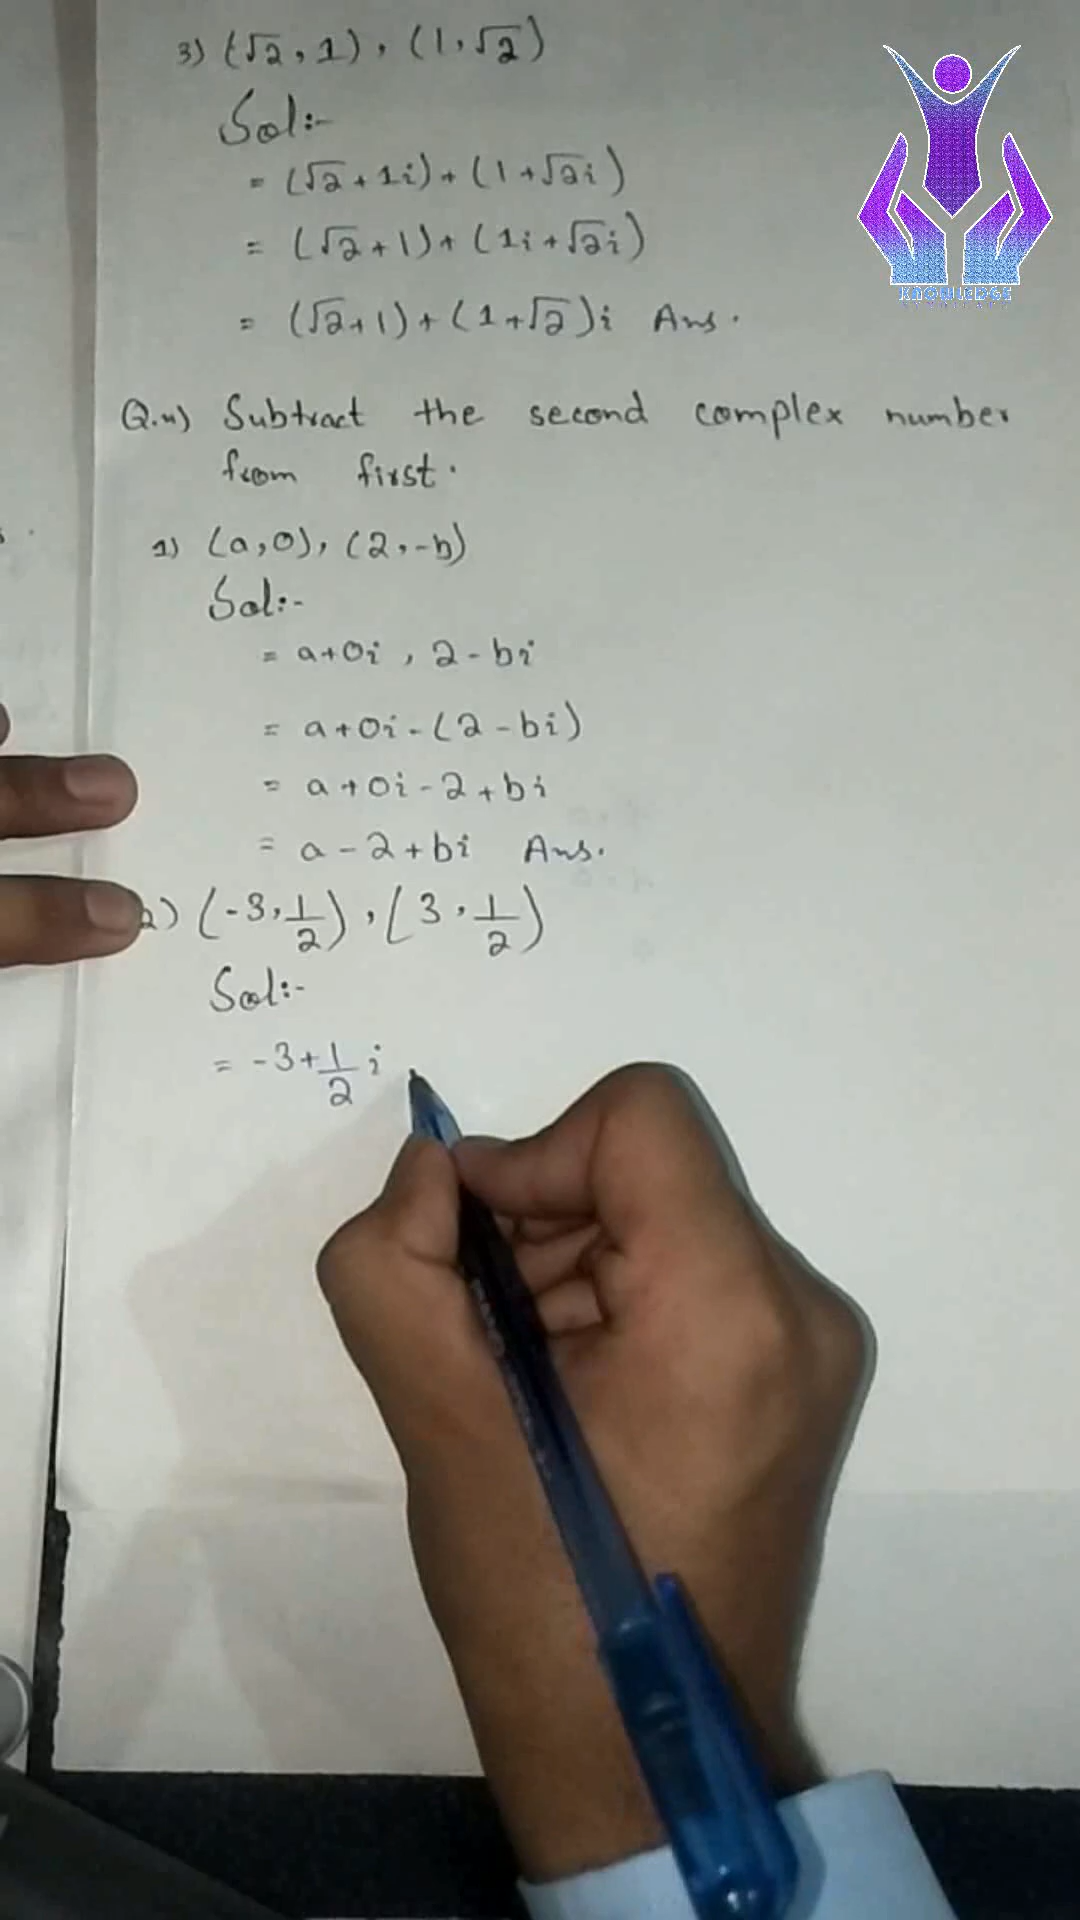 3) (√2, 1), (1, √2)
Sol:-
= (√2 + 1i) + (1 + √2i)
= (√2 + 1) + (1i + √2i)
= (√2 + 1) + (1 + √2)i Ans.
Q.4) Subtract the second complex number
from first.
1) (a, 0), (2, -b)
Sol:-
= a+0i, 2-bi
= a+0i-(2-bi)
= a+0i-2+bi
= a-2+bi Ans.
2) (-3, 1/2), (3, 1/2)
Sol:-
= -3+1/2 i
KNOWLEDGE